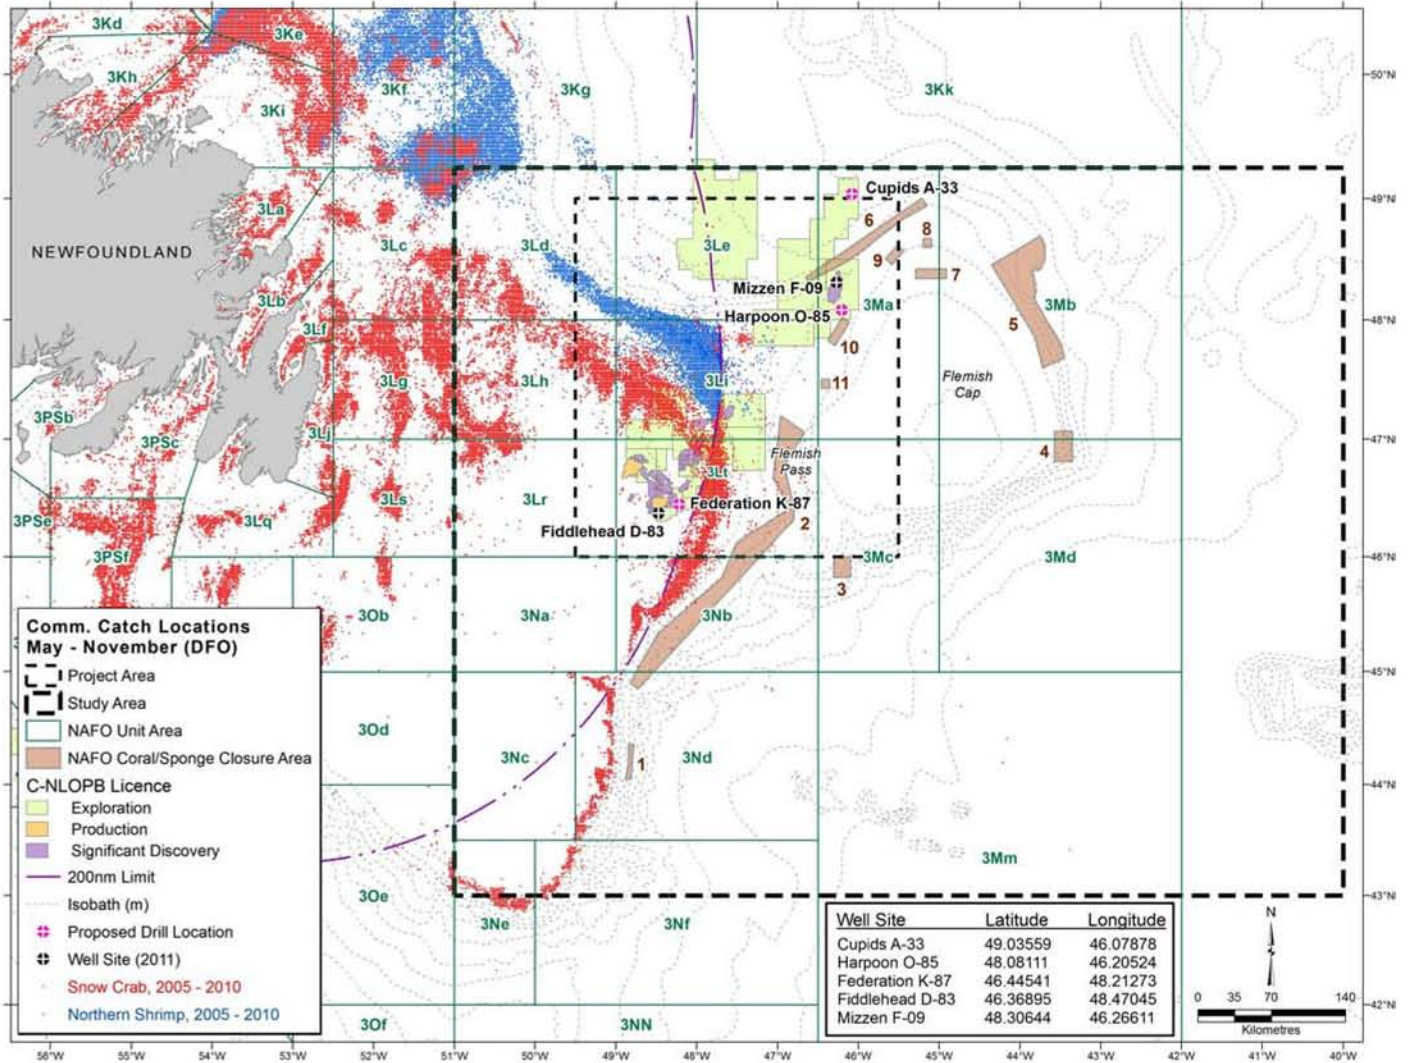 3Kd
3Ke
3Kh
3Ki
3Kf
3Kg
3Kk
50°N
49°N
48°N
47°N
46°N
45°N
44°N
43°N
42°N
Cupids A-33
3La
6
8
NEWFOUNDLAND
3Lc
3Ld
3Le
9
7
3Lb
Mizzen F-09
3Ma
3Mb
3Lf
Harpoon O-85
5
10
3Lg
3Lh
3Li
11
Flemish
Cap
3PSb
3PSc
3Lj
4
Flemish
Pass
3Lt
3Ls
3Lr
Federation K-87
3PSe
3Lq
2
Fiddlehead D-83
3PSf
3Mc
3Md
3
3Ob
3Na
3Nb
3Od
3Nc
1
3Nd
3Mm
3Oe
3Ne
3Nf
3Of
3NN
Comm. Catch Locations
May - November (DFO)
Project Area
Study Area
NAFO Unit Area
NAFO Coral/Sponge Closure Area
C-NLOPB Licence
Exploration
Production
Significant Discovery
200nm Limit
Isobath (m)
Proposed Drill Location
Well Site (2011)
Snow Crab, 2005 - 2010
Northern Shrimp, 2005 - 2010
Well Site Latitude Longitude
Cupids A-33 49.03559 46.07878
Harpoon O-85 48.08111 46.20524
Federation K-87 46.44541 48.21273
Fiddlehead D-83 46.36895 48.47045
Mizzen F-09 48.30644 46.26611
N
0 35 70 140
Kilometres
56°W 55°W 54°W 53°W 52°W 51°W 50°W 49°W 48°W 47°W 46°W 45°W 44°W 43°W 42°W 41°W 40°W